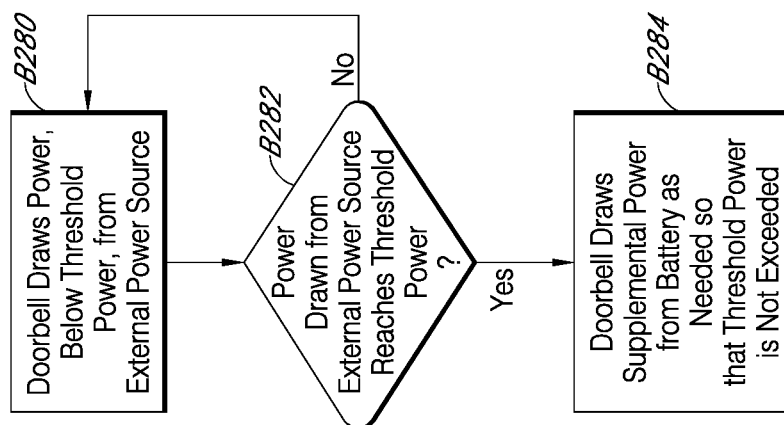 B280
Doorbell Draws Power,
Below Threshold
Power, from
External Power Source
B282
Power
Drawn from
External Power Source
Reaches Threshold
Power
?
No
Yes
B284
Doorbell Draws
Supplemental Power
from Battery as
Needed so
that Threshold Power
is Not Exceeded